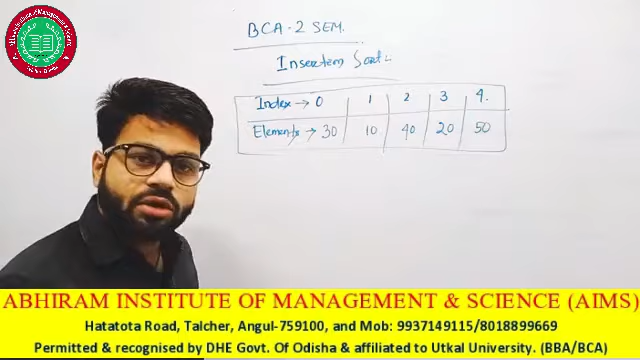 BCA - 2 SEM.
Insertion Sort -
Index → 0 1 2 3 4.
Elements → 30 10 40 20 50
ABHIRAM INSTITUTE OF MANAGEMENT & SCIENCE (AIMS)
Hatatota Road, Talcher, Angul-759100, and Mob: 9937149115/8018899669
Permitted & recognised by DHE Govt. Of Odisha & affiliated to Utkal University. (BBA/BCA)